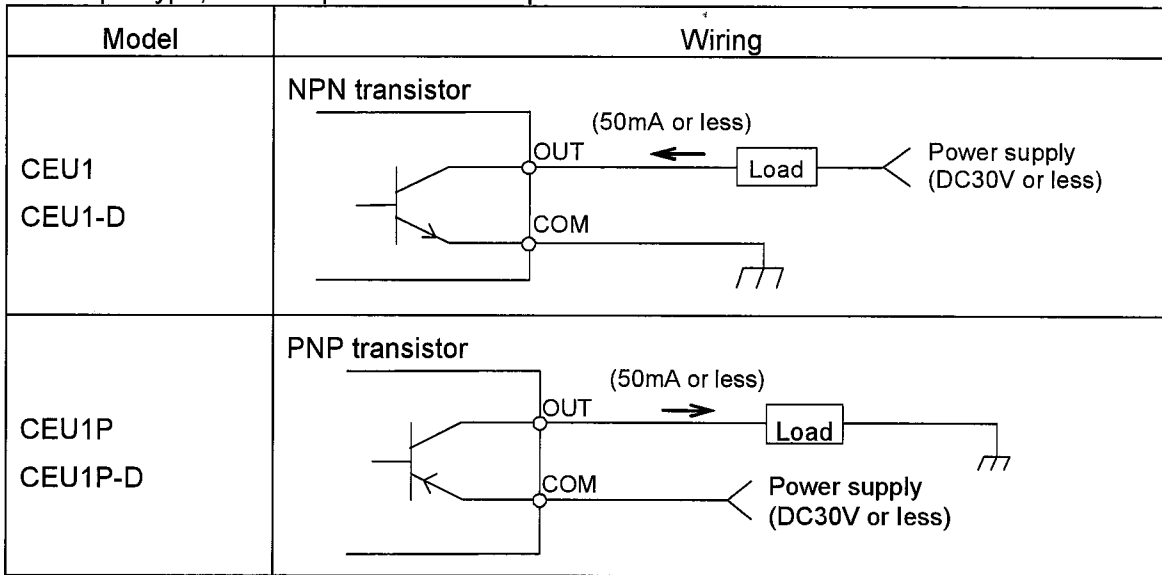 Model
Wiring
CEU1
CEU1-D
NPN transistor
(50mA or less)
OUT
Load
Power supply
(DC30V or less)
COM
CEU1P
CEU1P-D
PNP transistor
(50mA or less)
OUT
Load
COM
Power supply
(DC30V or less)